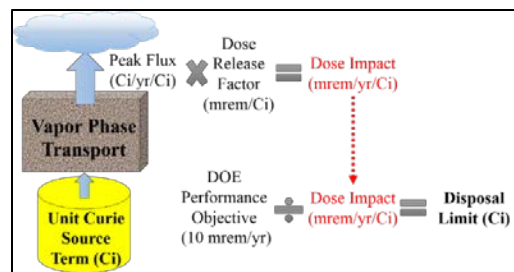 Peak Flux
(Ci/yr/Ci)
Dose
Release
Factor
(mrem/Ci)
Dose Impact
(mrem/yr/Ci)
Vapor Phase
Transport
Unit Curie
Source
Term (Ci)
DOE
Performance
Objective
(10 mrem/yr)
Dose Impact
(mrem/yr/Ci)
Disposal
Limit (Ci)